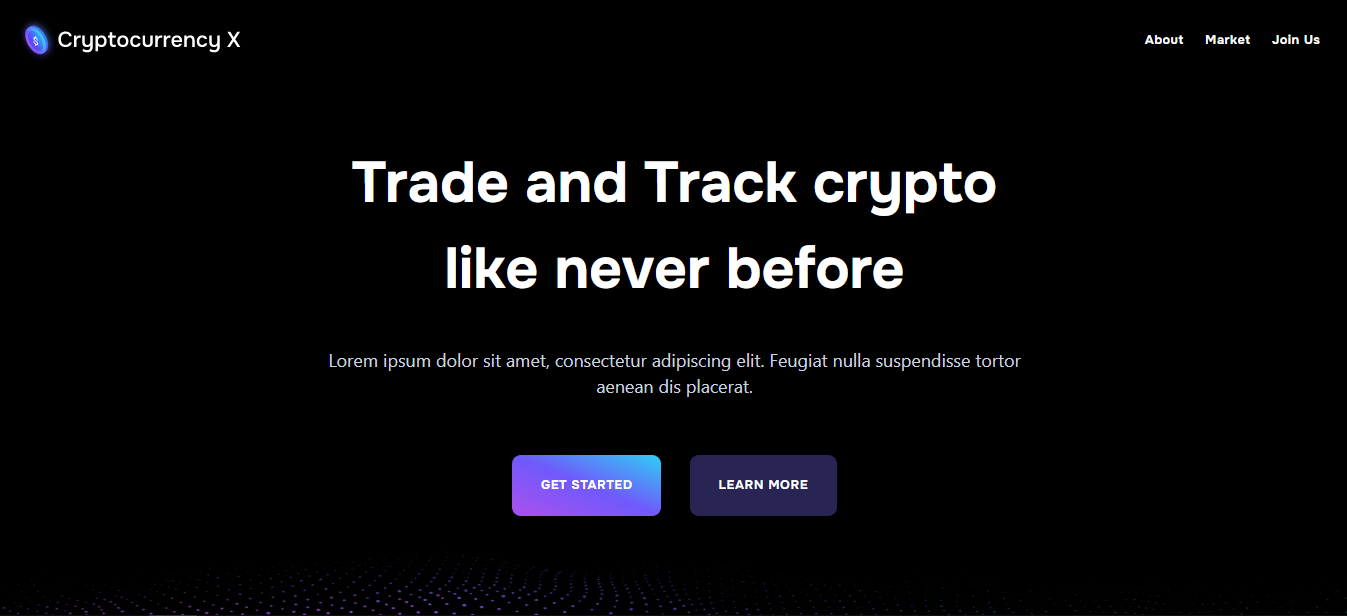 Cryptocurrency X
About
Market
Join Us
Trade and Track crypto
like never before
Lorem ipsum dolor sit amet, consectetur adipiscing elit. Feugiat nulla suspendisse tortor
aenean dis placerat.
GET STARTED
LEARN MORE